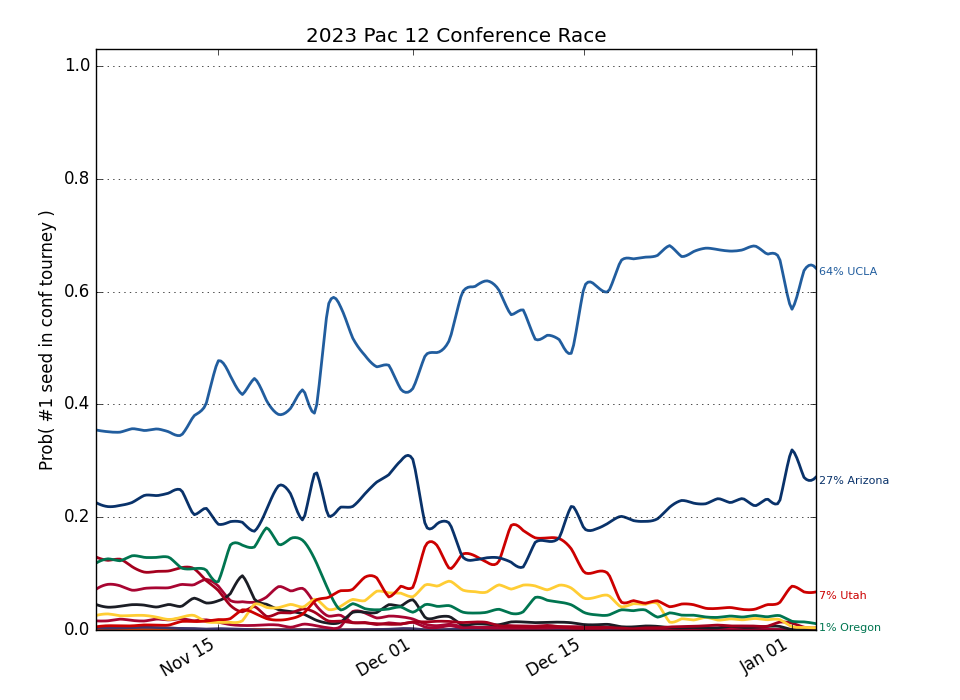 2023 Pac 12 Conference Race
Prob( #1 seed in conf tourney )
1.0
0.8
0.6
0.4
0.2
0.0
64% UCLA
27% Arizona
7% Utah
1% Oregon
Nov 15
Dec 01
Dec 15
Jan 01